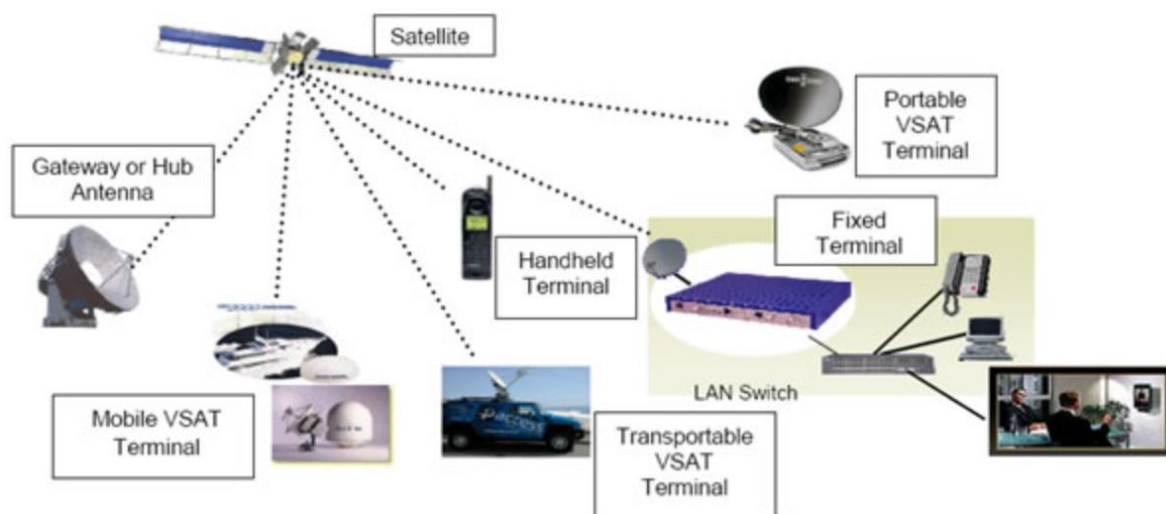 Satellite
Portable
VSAT
Terminal
Gateway or Hub
Antenna
Fixed
Terminal
Handheld
Terminal
LAN Switch
Mobile VSAT
Terminal
Transportable
VSAT
Terminal